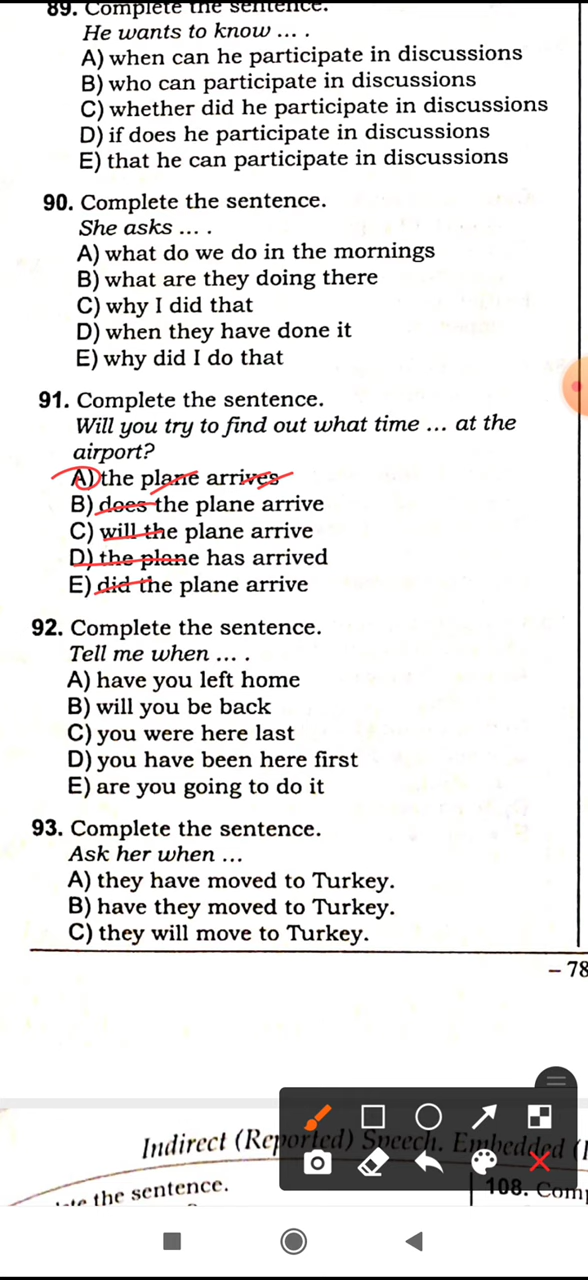 89. Complete the sentence.
He wants to know ... .
A) when can he participate in discussions
B) who can participate in discussions
C) whether did he participate in discussions
D) if does he participate in discussions
E) that he can participate in discussions
90. Complete the sentence.
She asks ... .
A) what do we do in the mornings
B) what are they doing there
C) why I did that
D) when they have done it
E) why did I do that
91. Complete the sentence.
Will you try to find out what time ... at the
airport?
A) the plane arrives
B) does the plane arrive
C) will the plane arrive
D) the plane has arrived
E) did the plane arrive
92. Complete the sentence.
Tell me when ... .
A) have you left home
B) will you be back
C) you were here last
D) you have been here first
E) are you going to do it
93. Complete the sentence.
Ask her when ...
A) they have moved to Turkey.
B) have they moved to Turkey.
C) they will move to Turkey.
– 78
Indirect (Reported) Speech. Embedded
the sentence.
108.